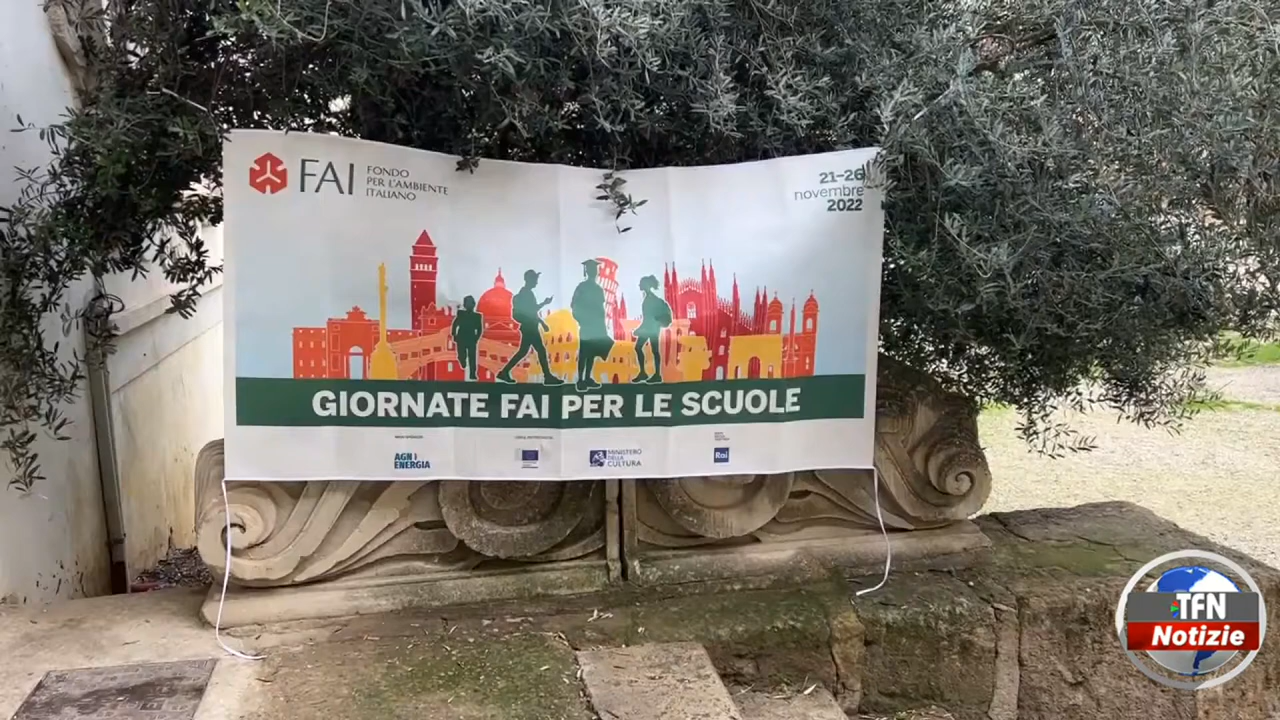 FAI
FONDO
PER L'AMBIENTE
ITALIANO
21–26
novembre
2022
GIORNATE FAI PER LE SCUOLE
AGN
ENERGIA
MINISTERO
DELLA
CULTURA
Rai
TFN
Notizie